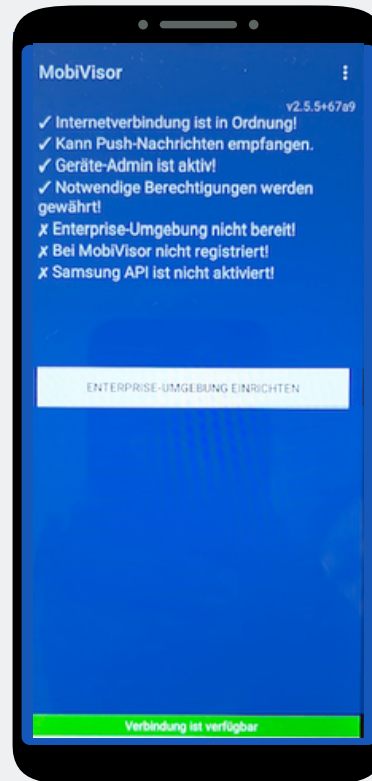 MobiVisor
v2.5.5+67a9
✓ Internetverbindung ist in Ordnung!
✓ Kann Push-Nachrichten empfangen.
✓ Geräte-Admin ist aktiv!
✓ Notwendige Berechtigungen werden
gewährt!
✗ Enterprise-Umgebung nicht bereit!
✗ Bei MobiVisor nicht registriert!
✗ Samsung API ist nicht aktiviert!
ENTERPRISE-UMGEBUNG EINRICHTEN
Verbindung ist verfügbar